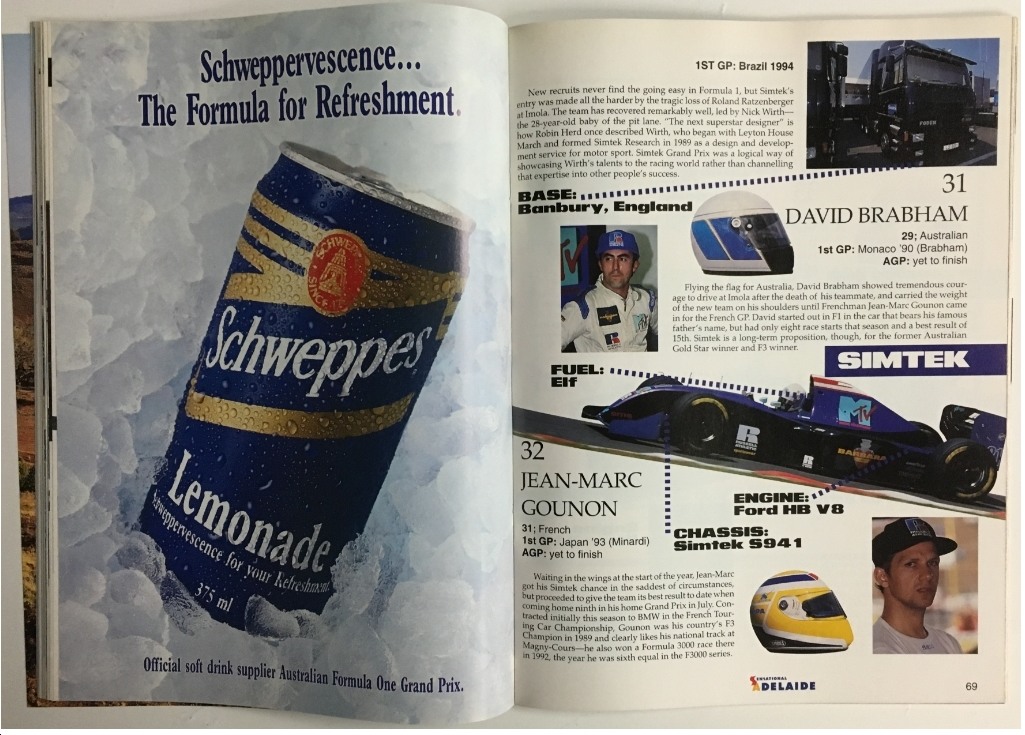 Schweppervescence...
The Formula for Refreshment.
SCHWEPPES
SINCE 1783
Schweppes
Lemonade
Schweppervescence for your Refreshment.
375 ml
Official soft drink supplier Australian Formula One Grand Prix.
1ST GP: Brazil 1994
New recruits never find the going easy in Formula 1, but Simtek's
entry was made all the harder by the tragic loss of Roland Ratzenberger
at Imola. The team has recovered remarkably well, led by Nick Wirth—
the 28-year-old baby of the pit lane. "The next superstar designer" is
how Robin Herd once described Wirth, who began with Leyton House
March and formed Simtek Research in 1989 as a design and develop-
ment service for motor sport. Simtek Grand Prix was a logical way of
showcasing Wirth's talents to the racing world rather than channelling
that expertise into other people's success.
FODEN
BASE:
Banbury, England
31
DAVID BRABHAM
29; Australian
1st GP: Monaco '90 (Brabham)
AGP: yet to finish
Flying the flag for Australia, David Brabham showed tremendous cour-
age to drive at Imola after the death of his teammate, and carried the weight
of the new team on his shoulders until Frenchman Jean-Marc Gounon came
in for the French GP. David started out in F1 in the car that bears his famous
father's name, but had only eight race starts that season and a best result of
15th. Simtek is a long-term proposition, though, for the former Australian
Gold Star winner and F3 winner.
MTV
SIMTEK
FUEL:
Elf
MTV
RUSSELL
BARBARA
32
JEAN-MARC
GOUNON
31; French
1st GP: Japan '93 (Minardi)
AGP: yet to finish
ENGINE:
Ford HB V8
CHASSIS:
Simtek S941
Waiting in the wings at the start of the year, Jean-Marc
got his Simtek chance in the saddest of circumstances,
but proceeded to give the team its best result to date when
coming home ninth in his home Grand Prix in July. Con-
tracted initially this season to BMW in the French Tour-
ing Car Championship, Gounon was his country's F3
Champion in 1989 and clearly likes his national track at
Magny-Cours—he also won a Formula 3000 race there
in 1992, the year he was sixth equal in the F3000 series.
SENSATIONAL
ADELAIDE
69